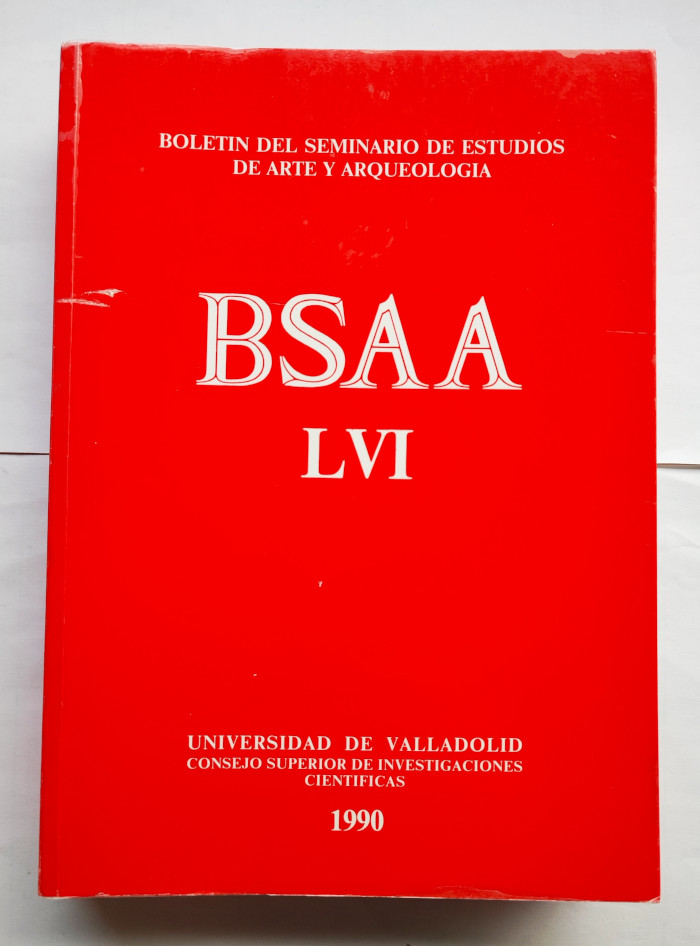 BOLETIN DEL SEMINARIO DE ESTUDIOS
DE ARTE Y ARQUEOLOGIA
BSAA
LVI
UNIVERSIDAD DE VALLADOLID
CONSEJO SUPERIOR DE INVESTIGACIONES
CIENTIFICAS
1990